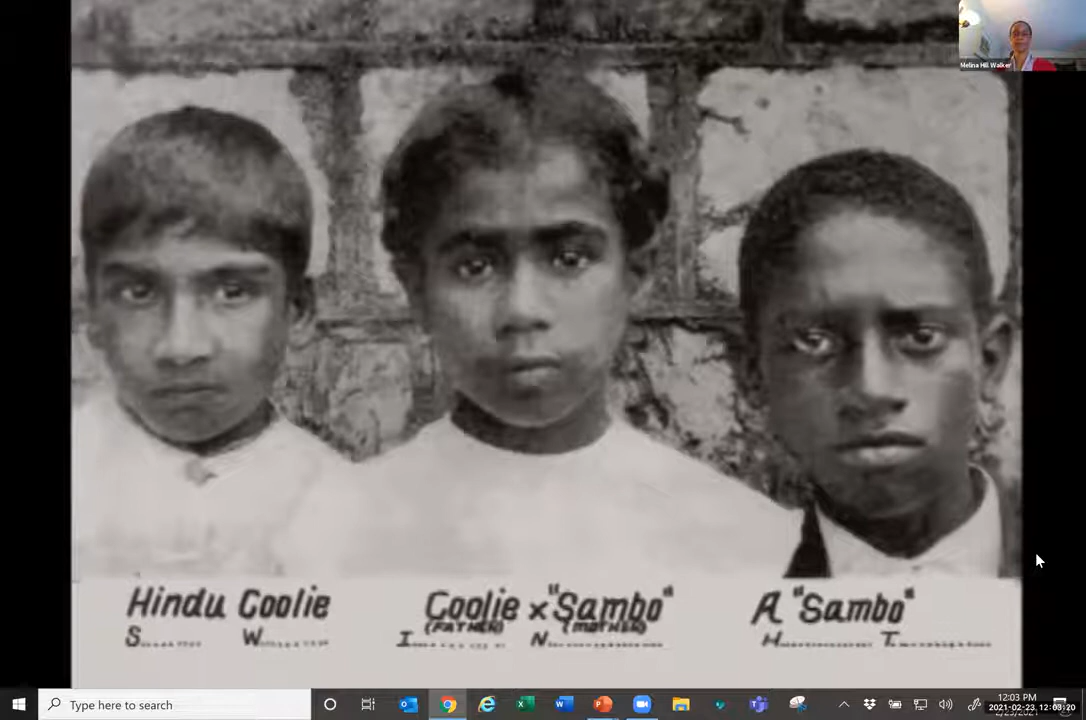 Melina Hill Walker
Hindu Coolie
Coolie x "Sambo"
A "Sambo"
(FATHER) (MOTHER)
S....... W.......
I....... N.......
H....... T.......
Type here to search
12:03 PM
2021-02-23, 12:03:20